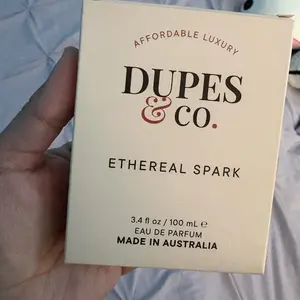 AFFORDABLE LUXURY
DUPES
& CO.
ETHEREAL SPARK
3.4 fl oz / 100 mL ℮
EAU DE PARFUM
MADE IN AUSTRALIA